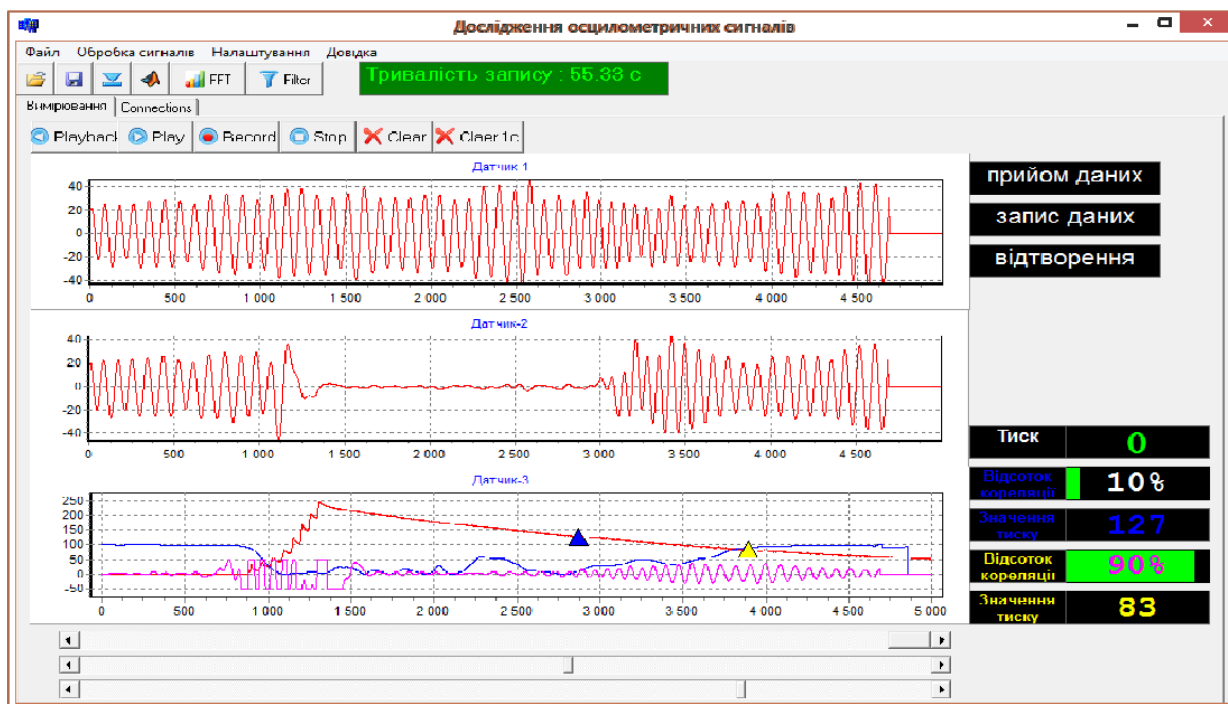 Дослідження осцилометричних сигналів
Файл Обробка сигналів Налаштування Довідка
FFT Filter Тривалість запису : 55.33 с
Вимірювання Connections
Playback Play Record Stop Clear Claer 1c
Датчик 1
40
20
0
-20
-40
0 500 1 000 1 500 2 000 2 500 3 000 3 500 4 000 4 500
прийом даних
запис даних
відтворення
Датчик-2
40
20
0
-20
-40
0 500 1 000 1 500 2 000 2 500 3 000 3 500 4 000 4 500
Датчик-3
250
200
150
100
50
0
-50
0 500 1 000 1 500 2 000 2 500 3 000 3 500 4 000 4 500 5 000
Тиск 0
Відсоток
кореляції 10%
Значення
тиску 127
Відсоток
кореляції 90%
Значення
тиску 83